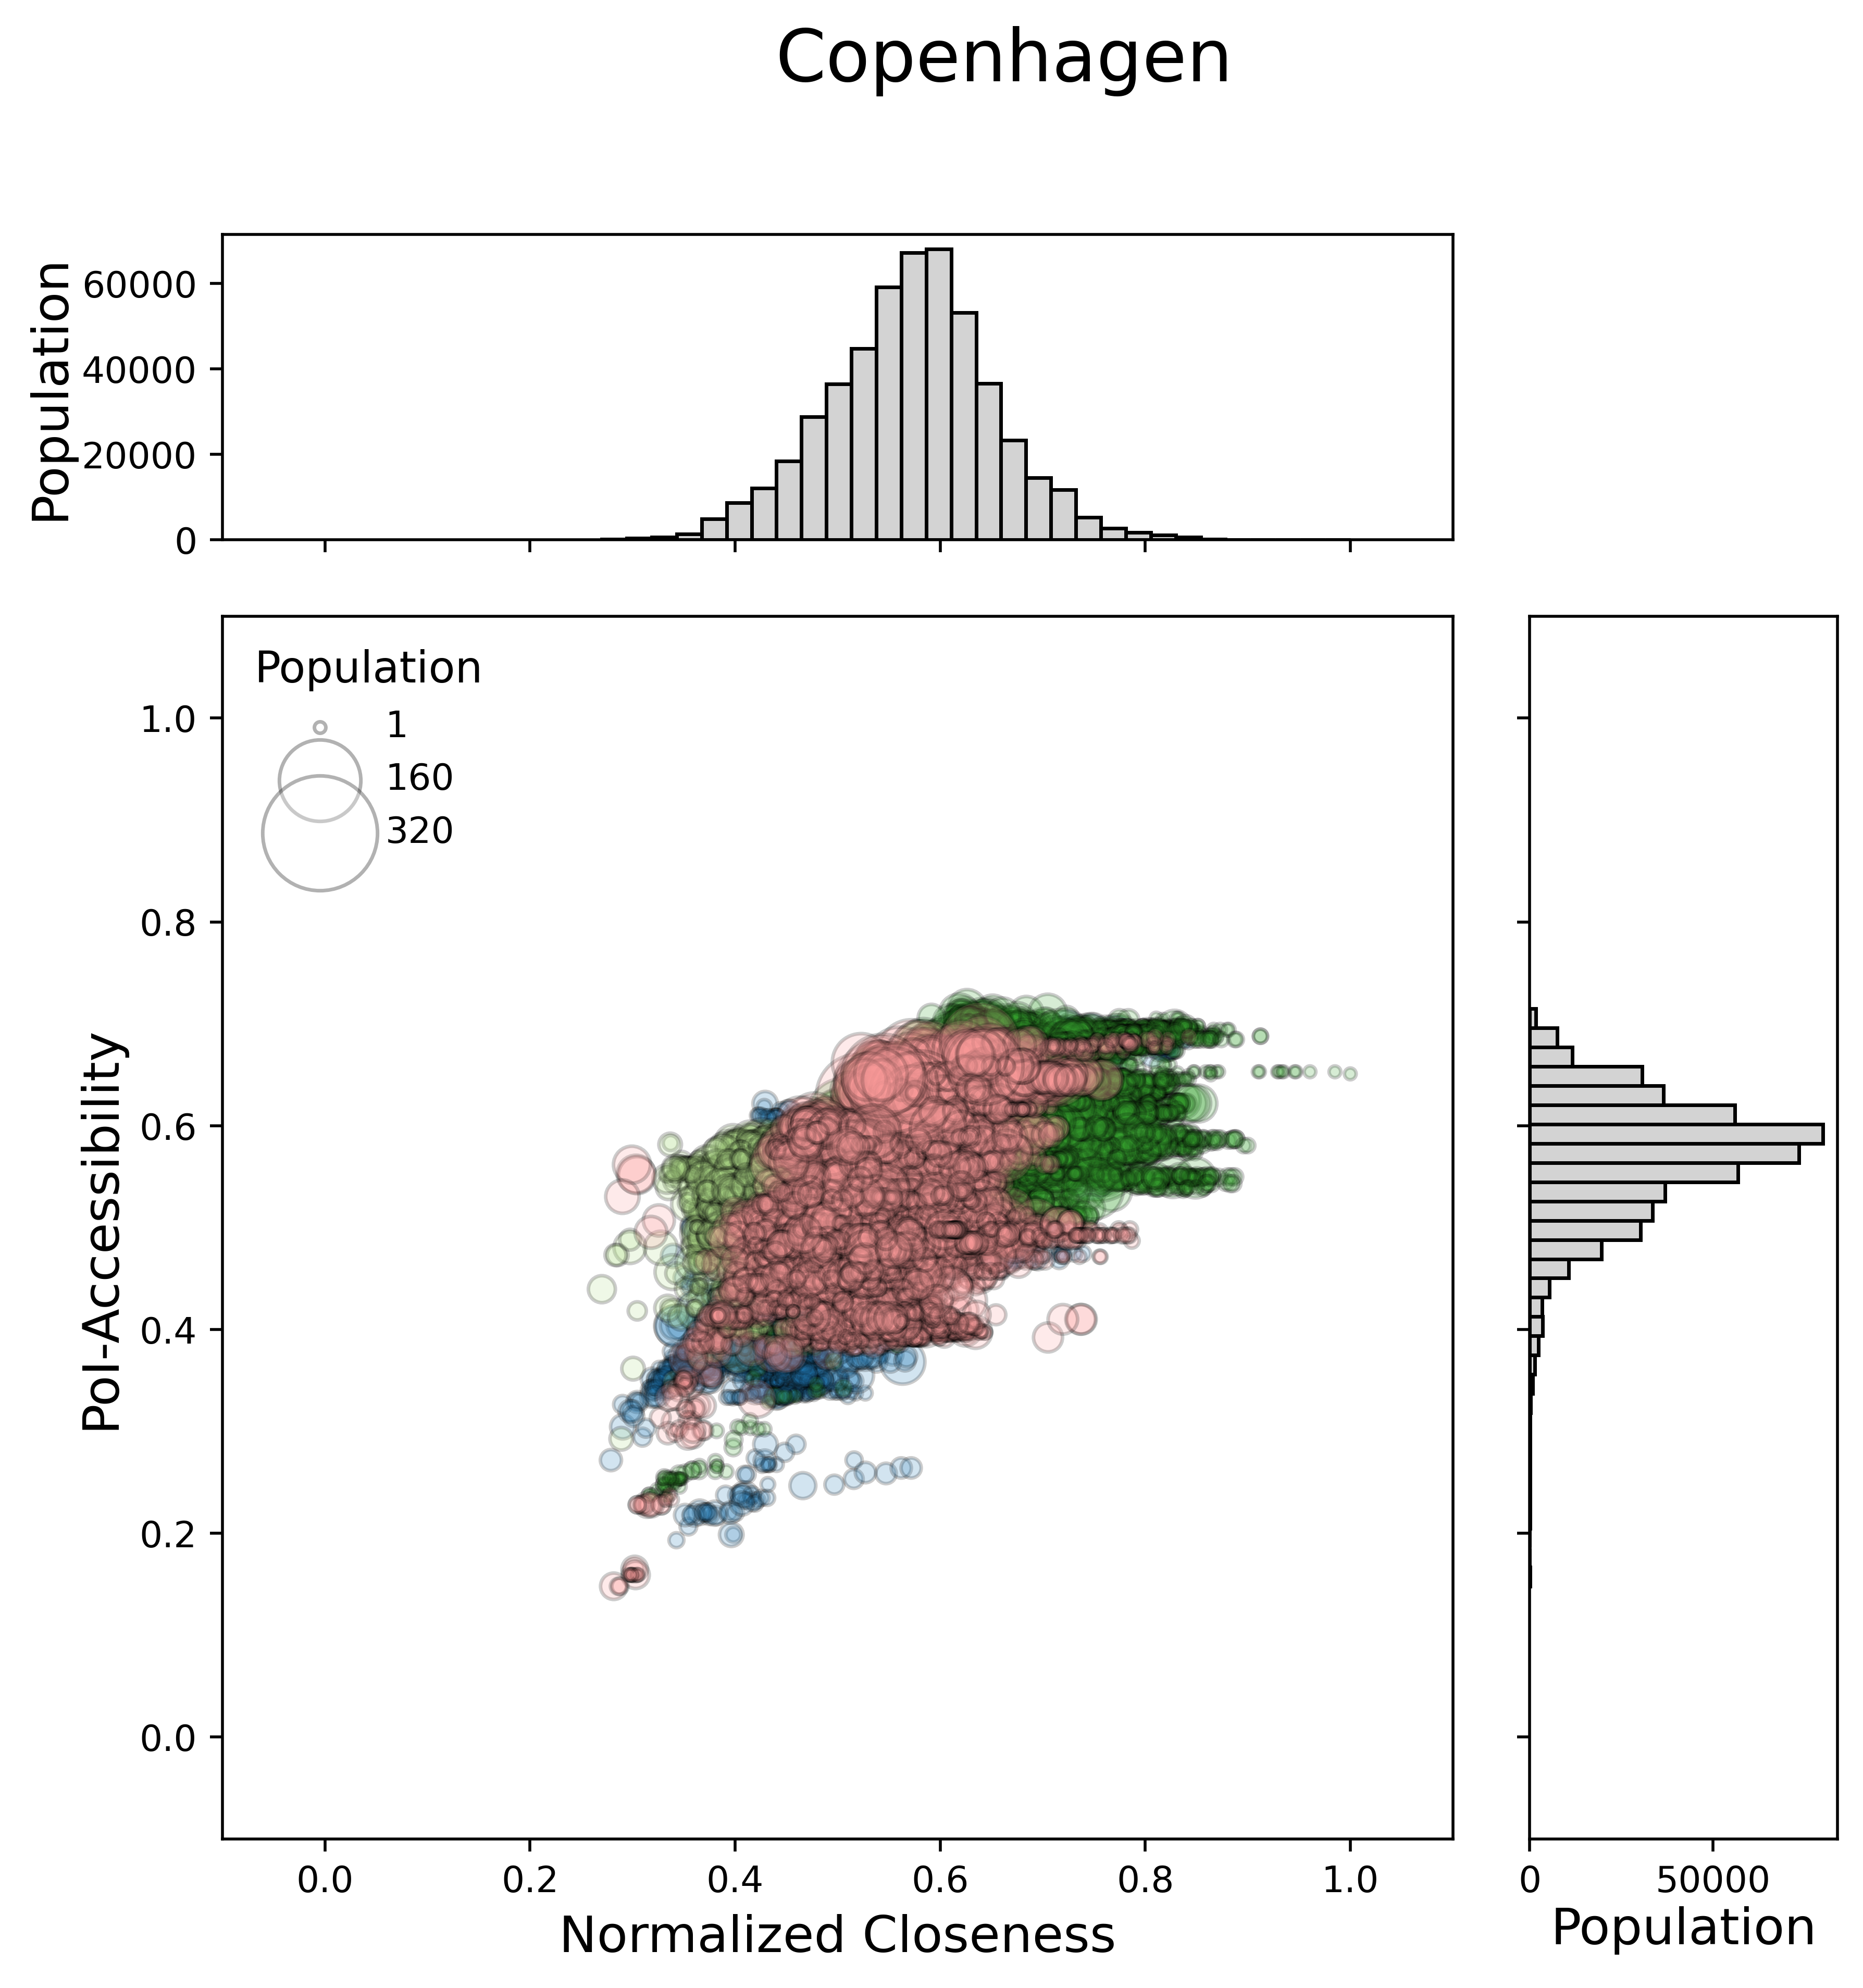 Copenhagen
Population
60000
40000
20000
0
Population
1
160
320
PoI-Accessibility
1.0
0.8
0.6
0.4
0.2
0.0
0.0 0.2 0.4 0.6 0.8 1.0
Normalized Closeness
0 50000
Population